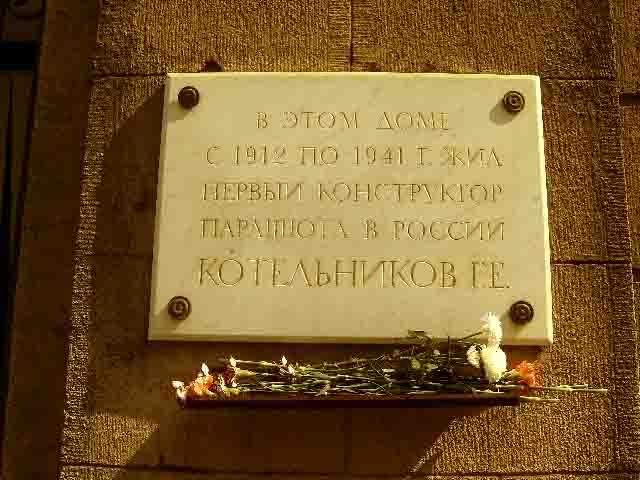 В ЭТОМ ДОМЕ
С 1912 ПО 1941 Г. ЖИЛ
ПЕРВЫЙ КОНСТРУКТОР
ПАРАШЮТА В РОССИИ
КОТЕЛЬНИКОВ Г.Е.